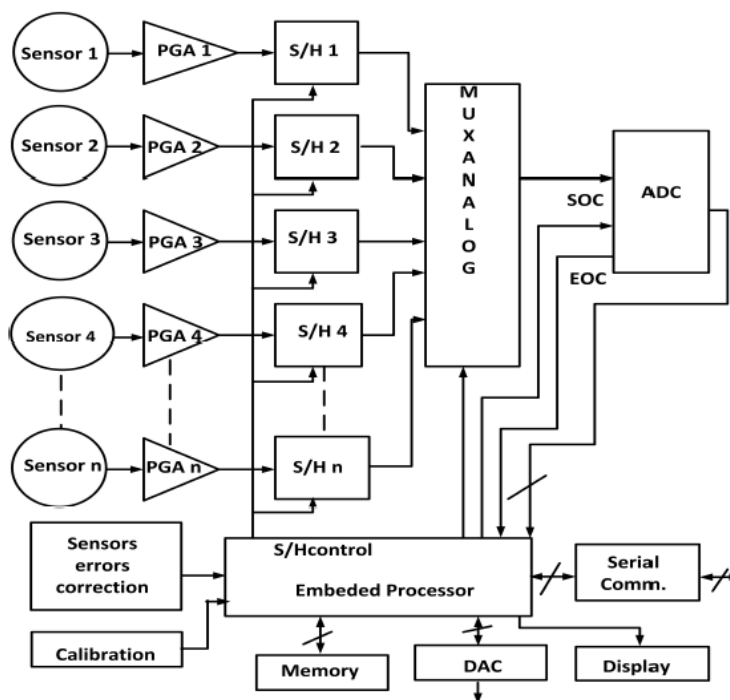 Sensor 1
PGA 1
S/H 1
Sensor 2
PGA 2
S/H 2
Sensor 3
PGA 3
S/H 3
Sensor 4
PGA 4
S/H 4
Sensor n
PGA n
S/H n
MUXANALOG
SOC
EOC
ADC
Sensors
errors
correction
Calibration
S/Hcontrol
Embeded Processor
Serial
Comm.
Memory
DAC
Display